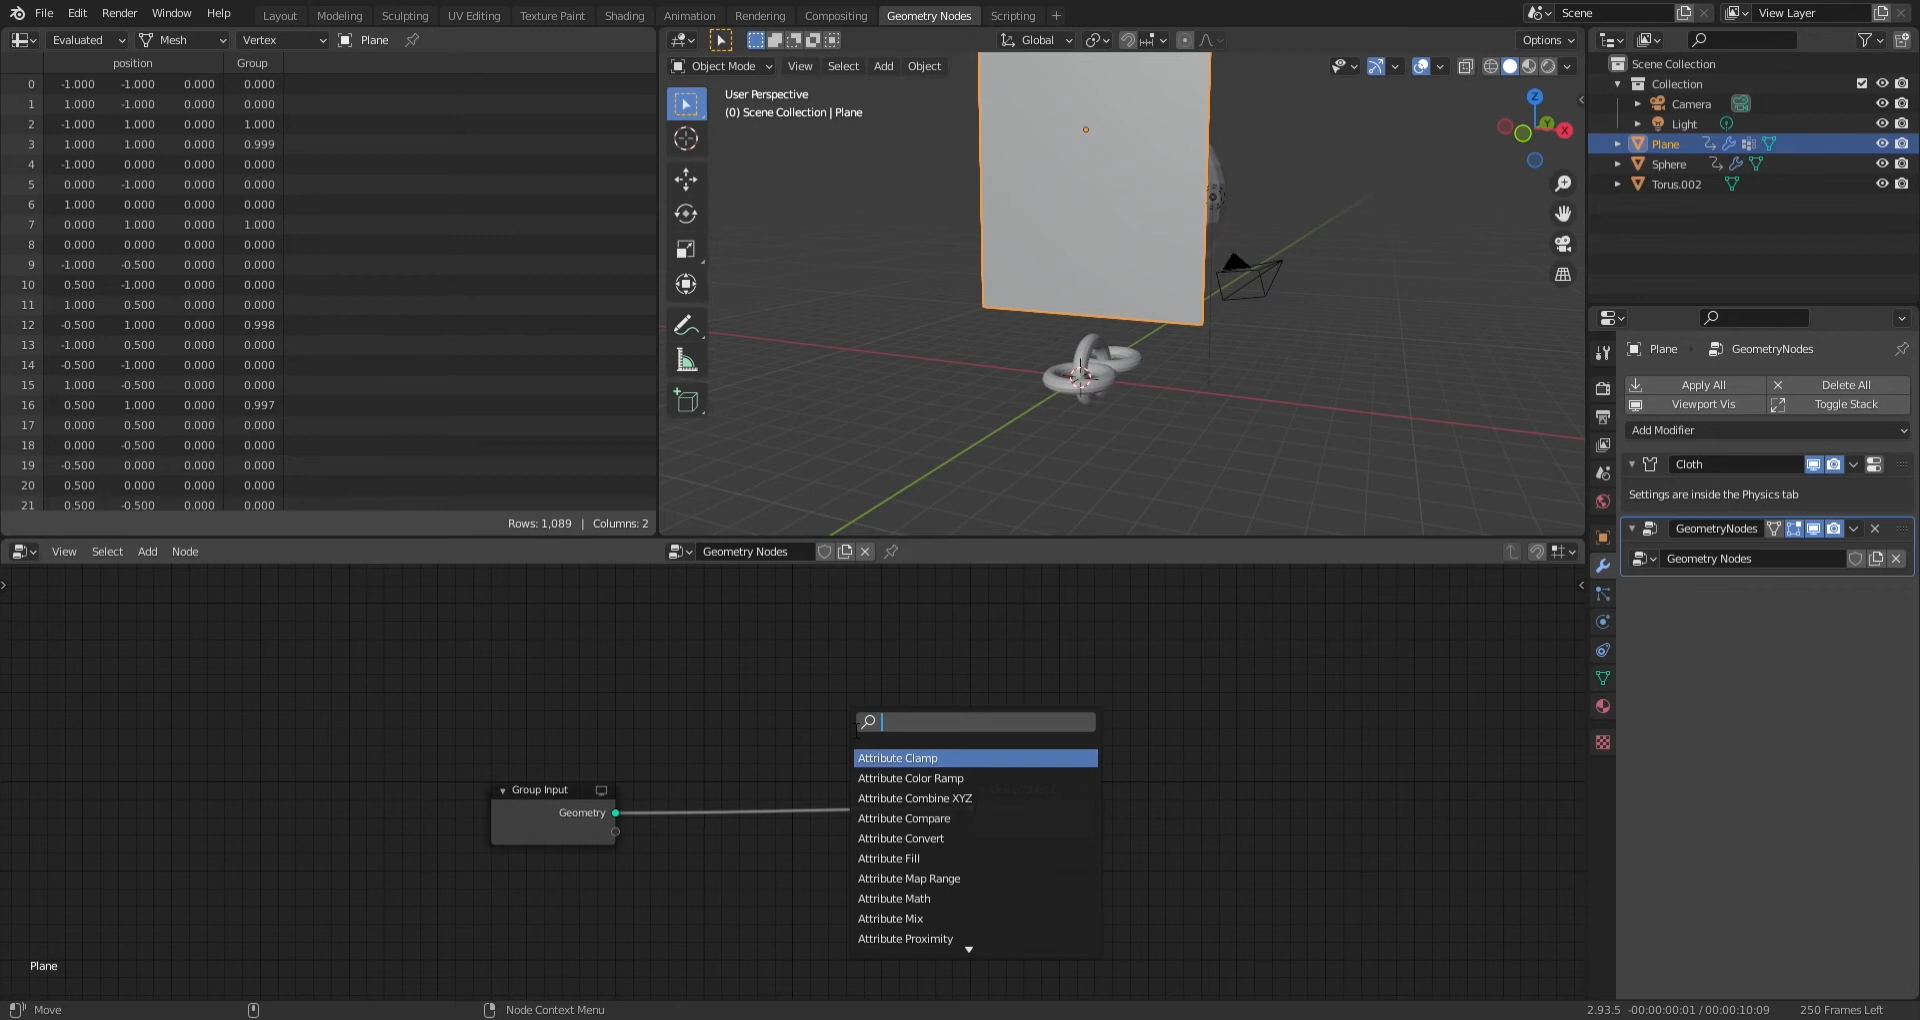 File Edit Render Window Help Layout Modeling Sculpting UV Editing Texture Paint Shading Animation Rendering Compositing Geometry Nodes Scripting + Scene View Layer
Evaluated Mesh Vertex Plane Global Options
Object Mode View Select Add Object
position Group
0 -1.000 -1.000 0.000 0.000
1 1.000 -1.000 0.000 0.000
2 -1.000 1.000 0.000 1.000
3 1.000 1.000 0.000 0.999
4 -1.000 0.000 0.000 0.000
5 0.000 -1.000 0.000 0.000
6 1.000 0.000 0.000 0.000
7 0.000 1.000 0.000 1.000
8 0.000 0.000 0.000 0.000
9 -1.000 -0.500 0.000 0.000
10 0.500 -1.000 0.000 0.000
11 1.000 0.500 0.000 0.000
12 -0.500 1.000 0.000 0.998
13 -1.000 0.500 0.000 0.000
14 -0.500 -1.000 0.000 0.000
15 1.000 -0.500 0.000 0.000
16 0.500 1.000 0.000 0.997
17 0.000 0.500 0.000 0.000
18 0.000 -0.500 0.000 0.000
19 -0.500 0.000 0.000 0.000
20 0.500 0.000 0.000 0.000
21 0.500 -0.500 0.000 0.000
Rows: 1,089 | Columns: 2
User Perspective
(0) Scene Collection | Plane
Z
Y
X
Scene Collection
Collection
Camera
Light
Plane
Sphere
Torus.002
Plane GeometryNodes
Apply All Delete All
Viewport Vis Toggle Stack
Add Modifier
Cloth
Settings are inside the Physics tab
GeometryNodes
Geometry Nodes
View Select Add Node Geometry Nodes
Group Input
Geometry
Attribute Clamp
Attribute Color Ramp
Attribute Combine XYZ
Attribute Compare
Attribute Convert
Attribute Fill
Attribute Map Range
Attribute Math
Attribute Mix
Attribute Proximity
Plane
Move Node Context Menu 2.93.5 -00:00:00:01 / 00:00:10:09 250 Frames Left